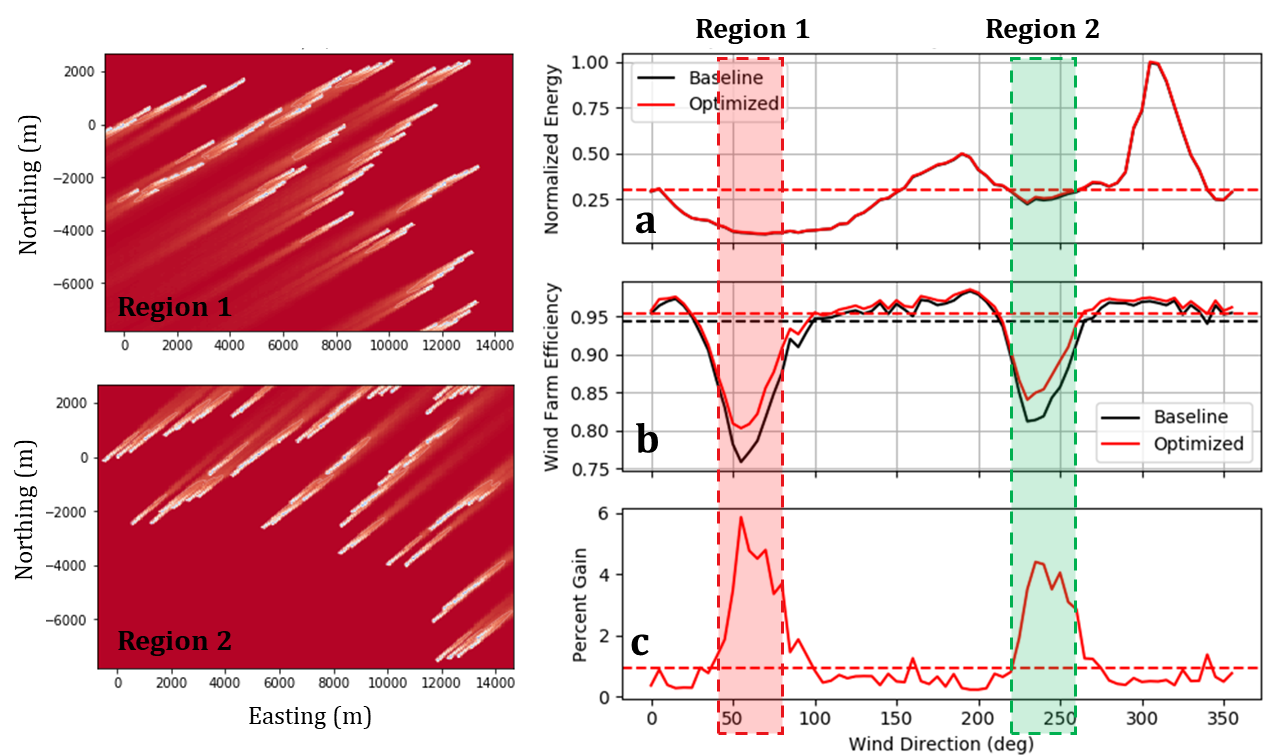 Region 1
Region 2
Northing (m)
2000
0
−2000
−4000
−6000
Region 1
0
2000
4000
6000
8000
10000
12000
14000
Northing (m)
2000
0
−2000
−4000
−6000
Region 2
0
2000
4000
6000
8000
10000
12000
14000
Easting (m)
Normalized Energy
1.00
0.75
0.50
0.25
Baseline
Optimized
a
Wind Farm Efficiency
0.95
0.90
0.85
0.80
0.75
Baseline
Optimized
b
Percent Gain
6
4
2
0
c
0
50
100
150
200
250
300
350
Wind Direction (deg)